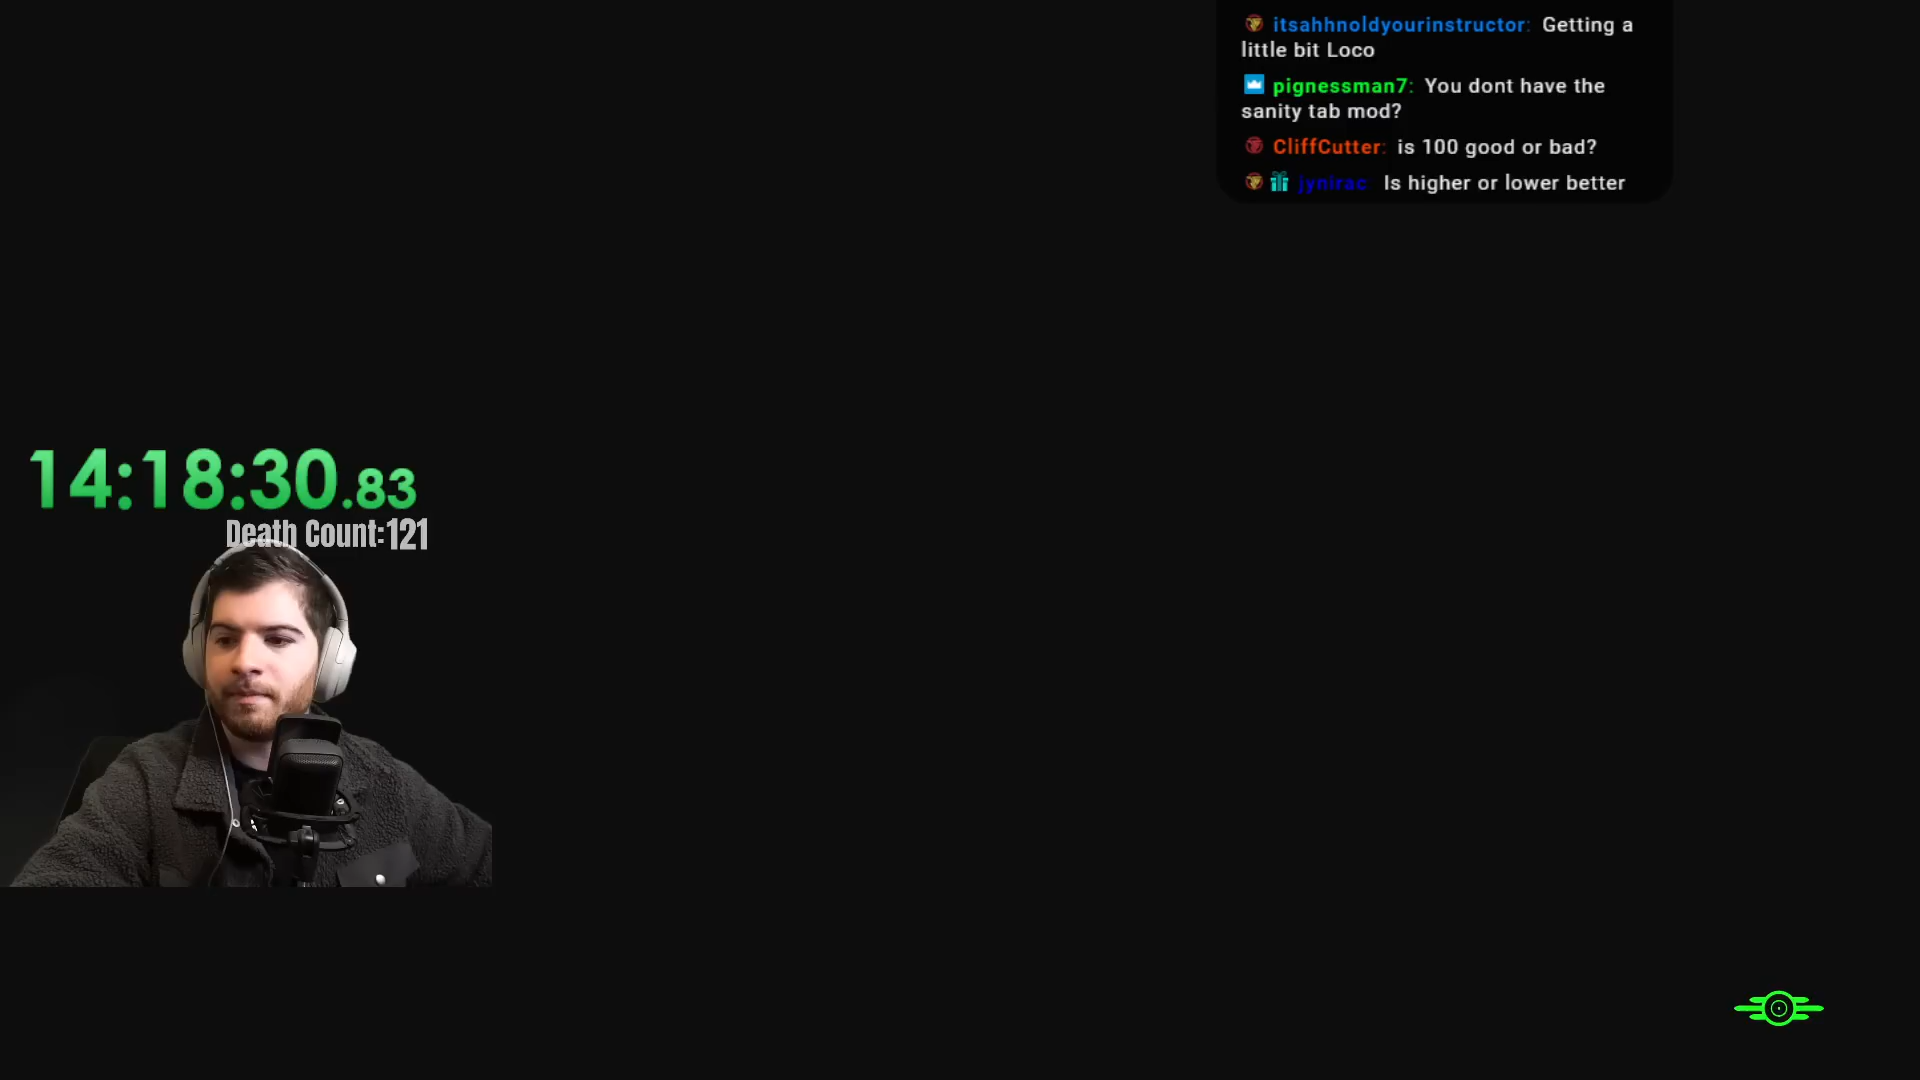 itsahhnoldyourinstructor: Getting a
little bit Loco
pignessman7: You dont have the
sanity tab mod?
CliffCutter: is 100 good or bad?
jynirac: Is higher or lower better
14:18:30.83
Death Count:121